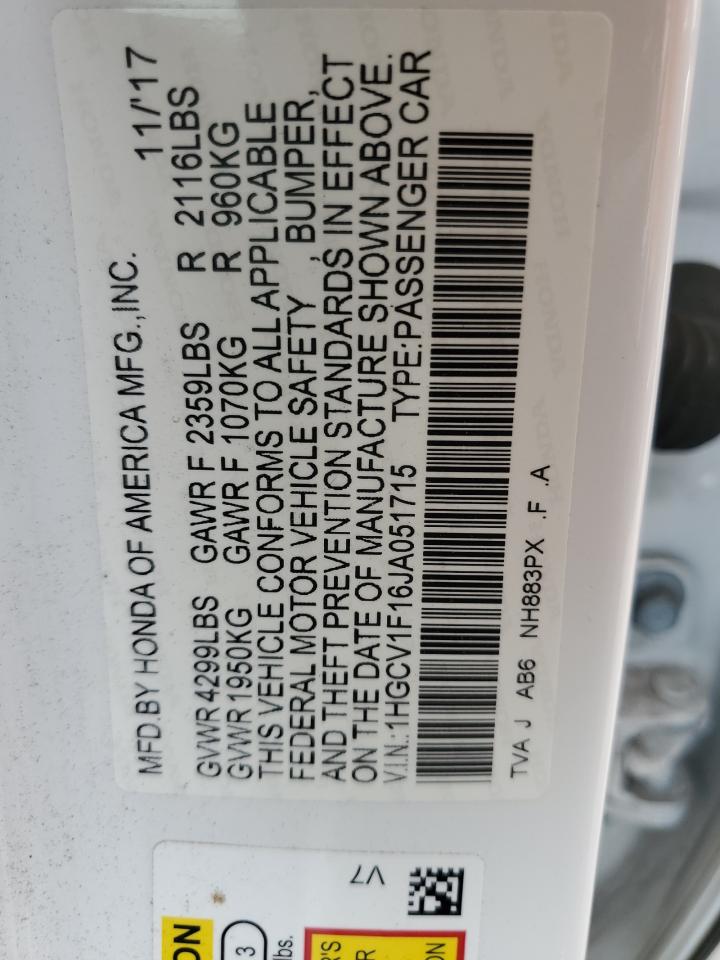 MFD.BY HONDA OF AMERICA MFG.,INC. 11/'17
GVWR 4299LBS GAWR F 2359LBS R 2116LBS
GVWR 1950KG GAWR F 1070KG R 960KG
THIS VEHICLE CONFORMS TO ALL APPLICABLE
FEDERAL MOTOR VEHICLE SAFETY , BUMPER,
AND THEFT PREVENTION STANDARDS IN EFFECT
ON THE DATE OF MANUFACTURE SHOWN ABOVE.
V.I.N.:1HGCV1F16JA051715 TYPE:PASSENGER CAR
TVA J AB6 NH883PX .F .A
V7
ON
3
lbs.
R'S
R
ON